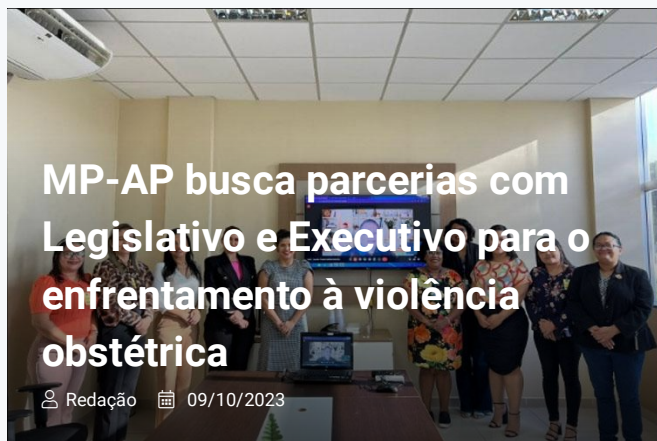 MP-AP busca parcerias com
Legislativo e Executivo para o
enfrentamento à violência
obstétrica
Redação 09/10/2023